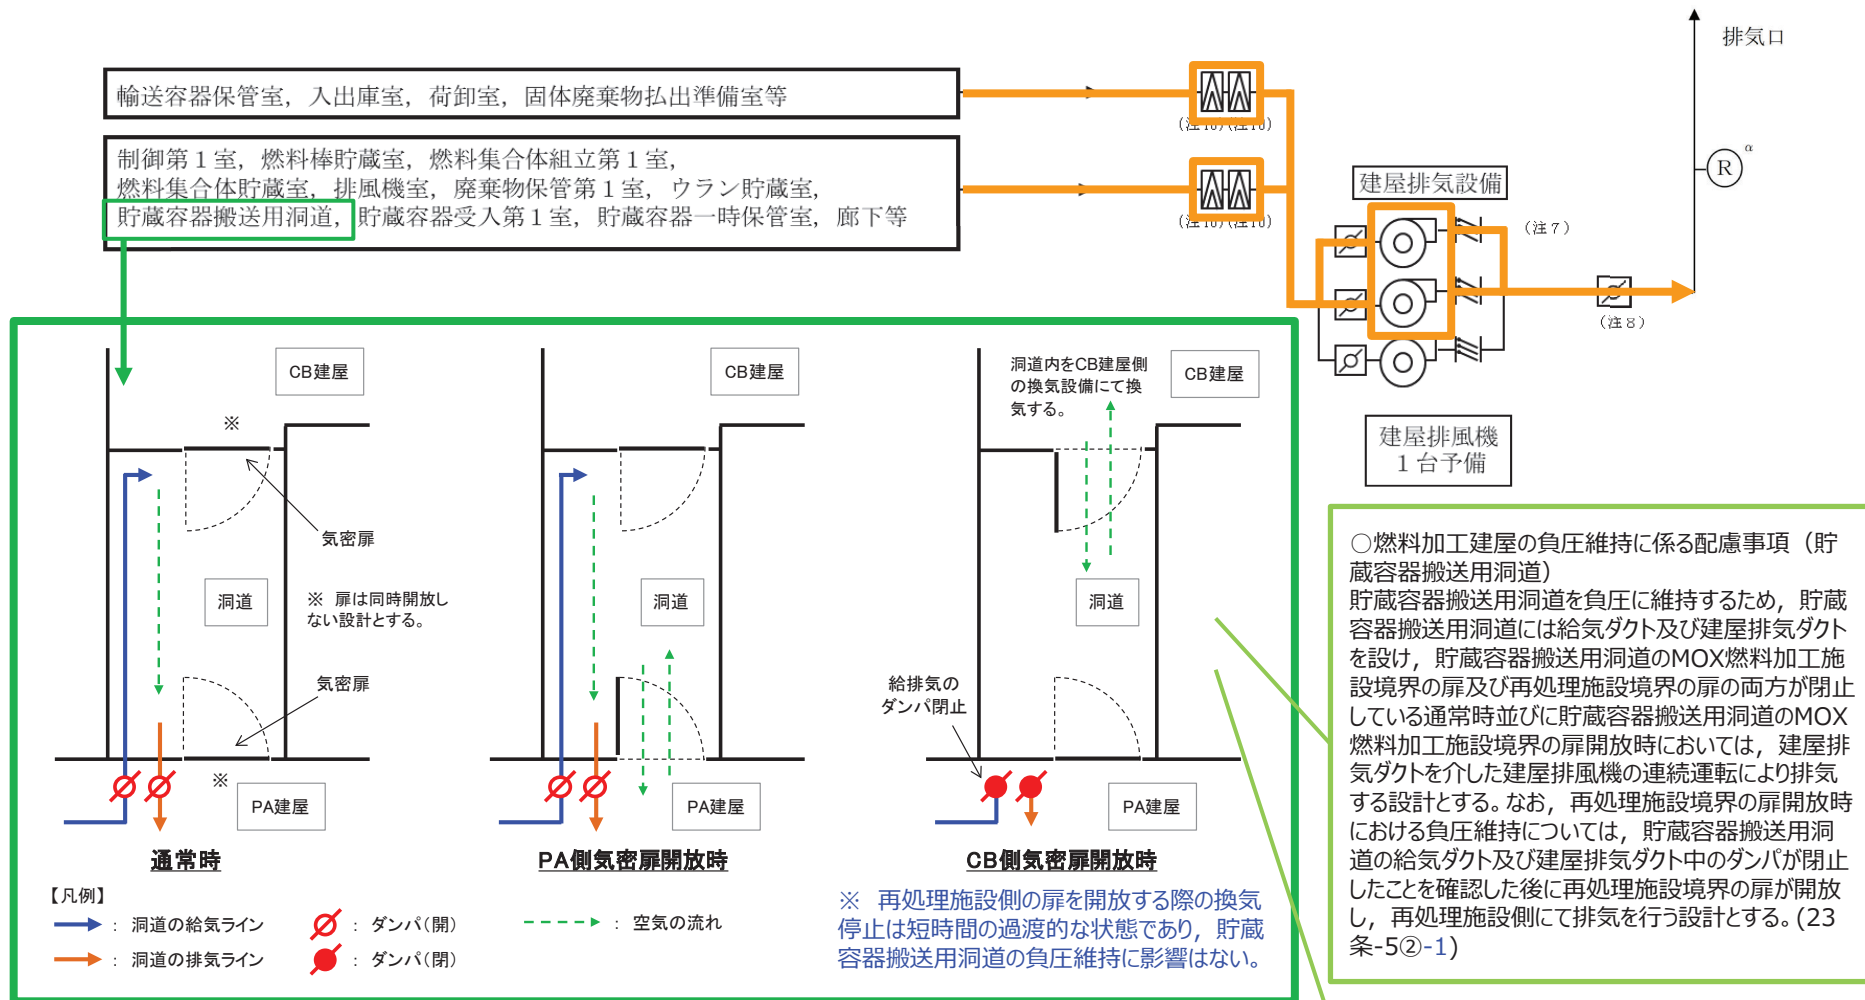 排気口
輸送容器保管室，入出庫室，荷卸室，固体廃棄物払出準備室等
(注10)(注10)
制御第１室，燃料棒貯蔵室，燃料集合体組立第１室，
燃料集合体貯蔵室，排風機室，廃棄物保管第１室，ウラン貯蔵室，
貯蔵容器搬送用洞道，貯蔵容器受入第１室，貯蔵容器一時保管室，廊下等
(注10)(注10)
R α
建屋排気設備
(注７)
(注８)
建屋排風機
１台予備
CB建屋
※
気密扉
洞道
※ 扉は同時開放し
ない設計とする。
気密扉
※
PA建屋
通常時
CB建屋
洞道
PA建屋
PA側気密扉開放時
洞道内をCB建屋側
の換気設備にて換
気する。
CB建屋
洞道
給排気の
ダンパ閉止
PA建屋
CB側気密扉開放時
【凡例】
： 洞道の給気ライン
： ダンパ(開)
： 空気の流れ
： 洞道の排気ライン
： ダンパ(閉)
※ 再処理施設側の扉を開放する際の換気
停止は短時間の過渡的な状態であり，貯蔵
容器搬送用洞道の負圧維持に影響はない。
○燃料加工建屋の負圧維持に係る配慮事項（貯
蔵容器搬送用洞道）
貯蔵容器搬送用洞道を負圧に維持するため，貯蔵
容器搬送用洞道には給気ダクト及び建屋排気ダクト
を設け，貯蔵容器搬送用洞道のMOX燃料加工施
設境界の扉及び再処理施設境界の扉の両方が閉止
している通常時並びに貯蔵容器搬送用洞道のMOX
燃料加工施設境界の扉開放時においては，建屋排
気ダクトを介した建屋排風機の連続運転により排気
する設計とする。なお，再処理施設境界の扉開放時
における負圧維持については，貯蔵容器搬送用洞
道の給気ダクト及び建屋排気ダクト中のダンパが閉止
したことを確認した後に再処理施設境界の扉が開放
し，再処理施設側にて排気を行う設計とする。(23
条-5②-1)